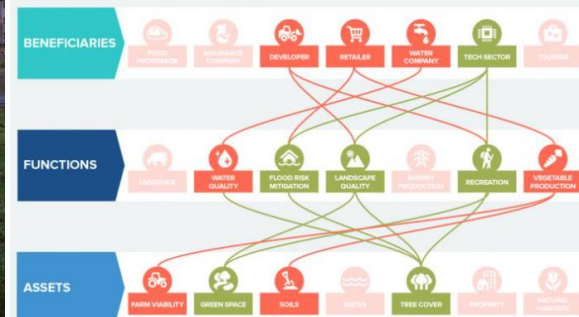 BENEFICIARIES
FOOD
PROCESSOR
INSURANCE
COMPANY
DEVELOPER
RETAILER
WATER
COMPANY
TECH SECTOR
TOURISM
FUNCTIONS
LIVESTOCK
WATER
QUALITY
FLOOD RISK
MITIGATION
LANDSCAPE
QUALITY
ENERGY
PRODUCTION
RECREATION
VEGETABLE
PRODUCTION
ASSETS
FARM VIABILITY
GREEN SPACE
SOILS
WATER
TREE COVER
PROPERTY
NATURAL
HABITATS